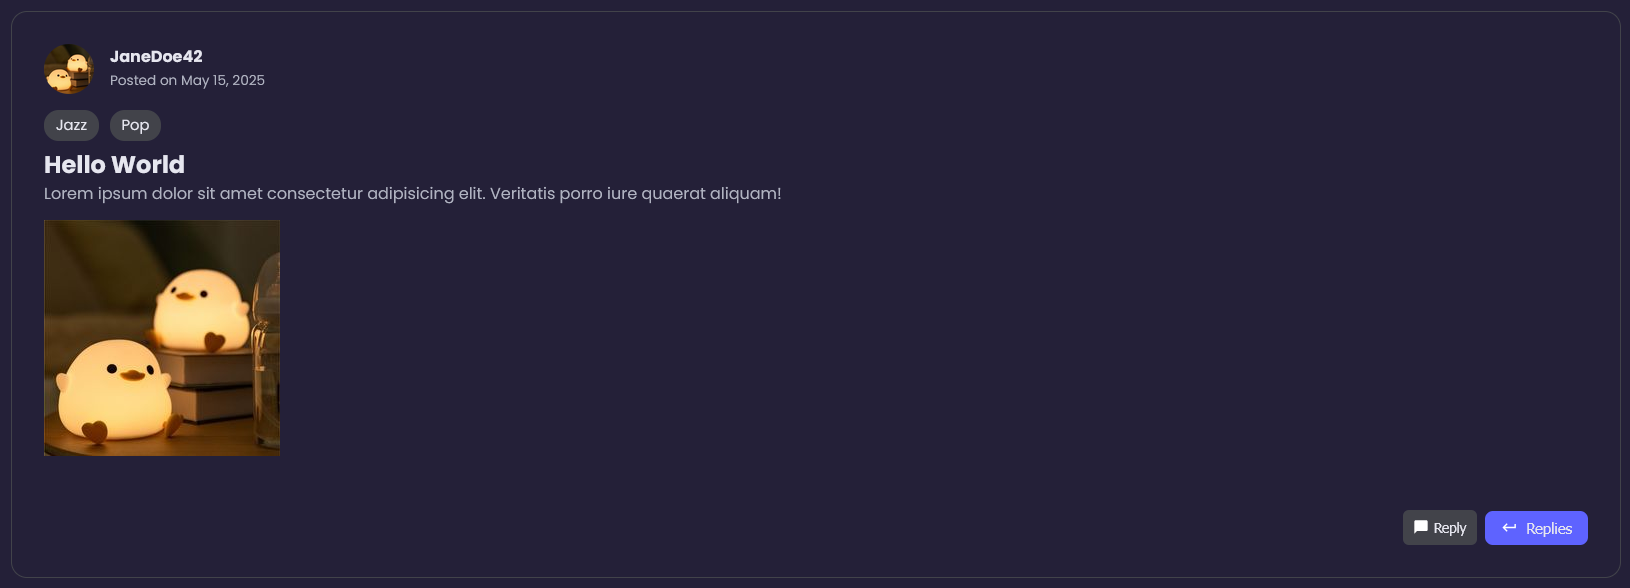 JaneDoe42
Posted on May 15, 2025
Jazz Pop
Hello World
Lorem ipsum dolor sit amet consectetur adipisicing elit. Veritatis porro iure quaerat aliquam!
Reply Replies